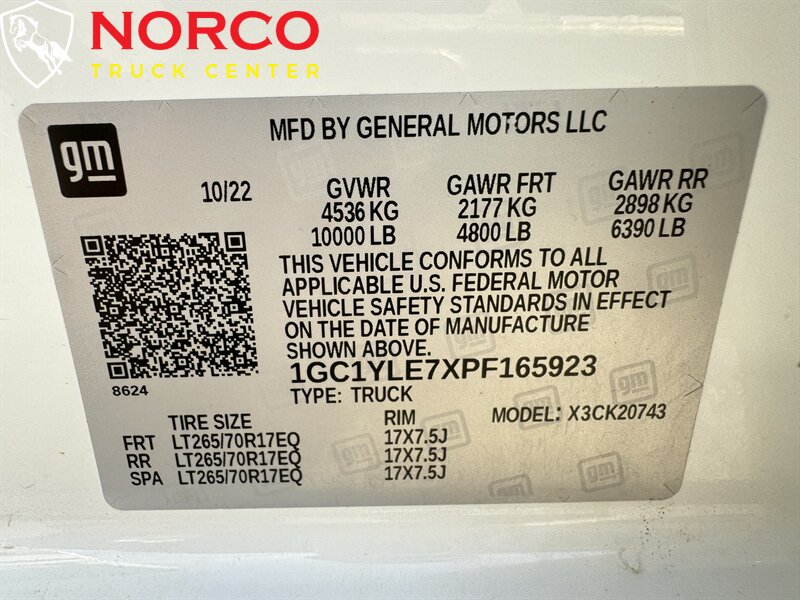 NORCO
TRUCK CENTER
MFD BY GENERAL MOTORS LLC
gm
10/22
GVWR
4536 KG
10000 LB
GAWR FRT
2177 KG
4800 LB
GAWR RR
2898 KG
6390 LB
THIS VEHICLE CONFORMS TO ALL
APPLICABLE U.S. FEDERAL MOTOR
VEHICLE SAFETY STANDARDS IN EFFECT
ON THE DATE OF MANUFACTURE
SHOWN ABOVE.
8624
1GC1YLE7XPF165923
TYPE: TRUCK
MODEL: X3CK20743
TIRE SIZE RIM
FRT LT265/70R17EQ 17X7.5J
RR LT265/70R17EQ 17X7.5J
SPA LT265/70R17EQ 17X7.5J